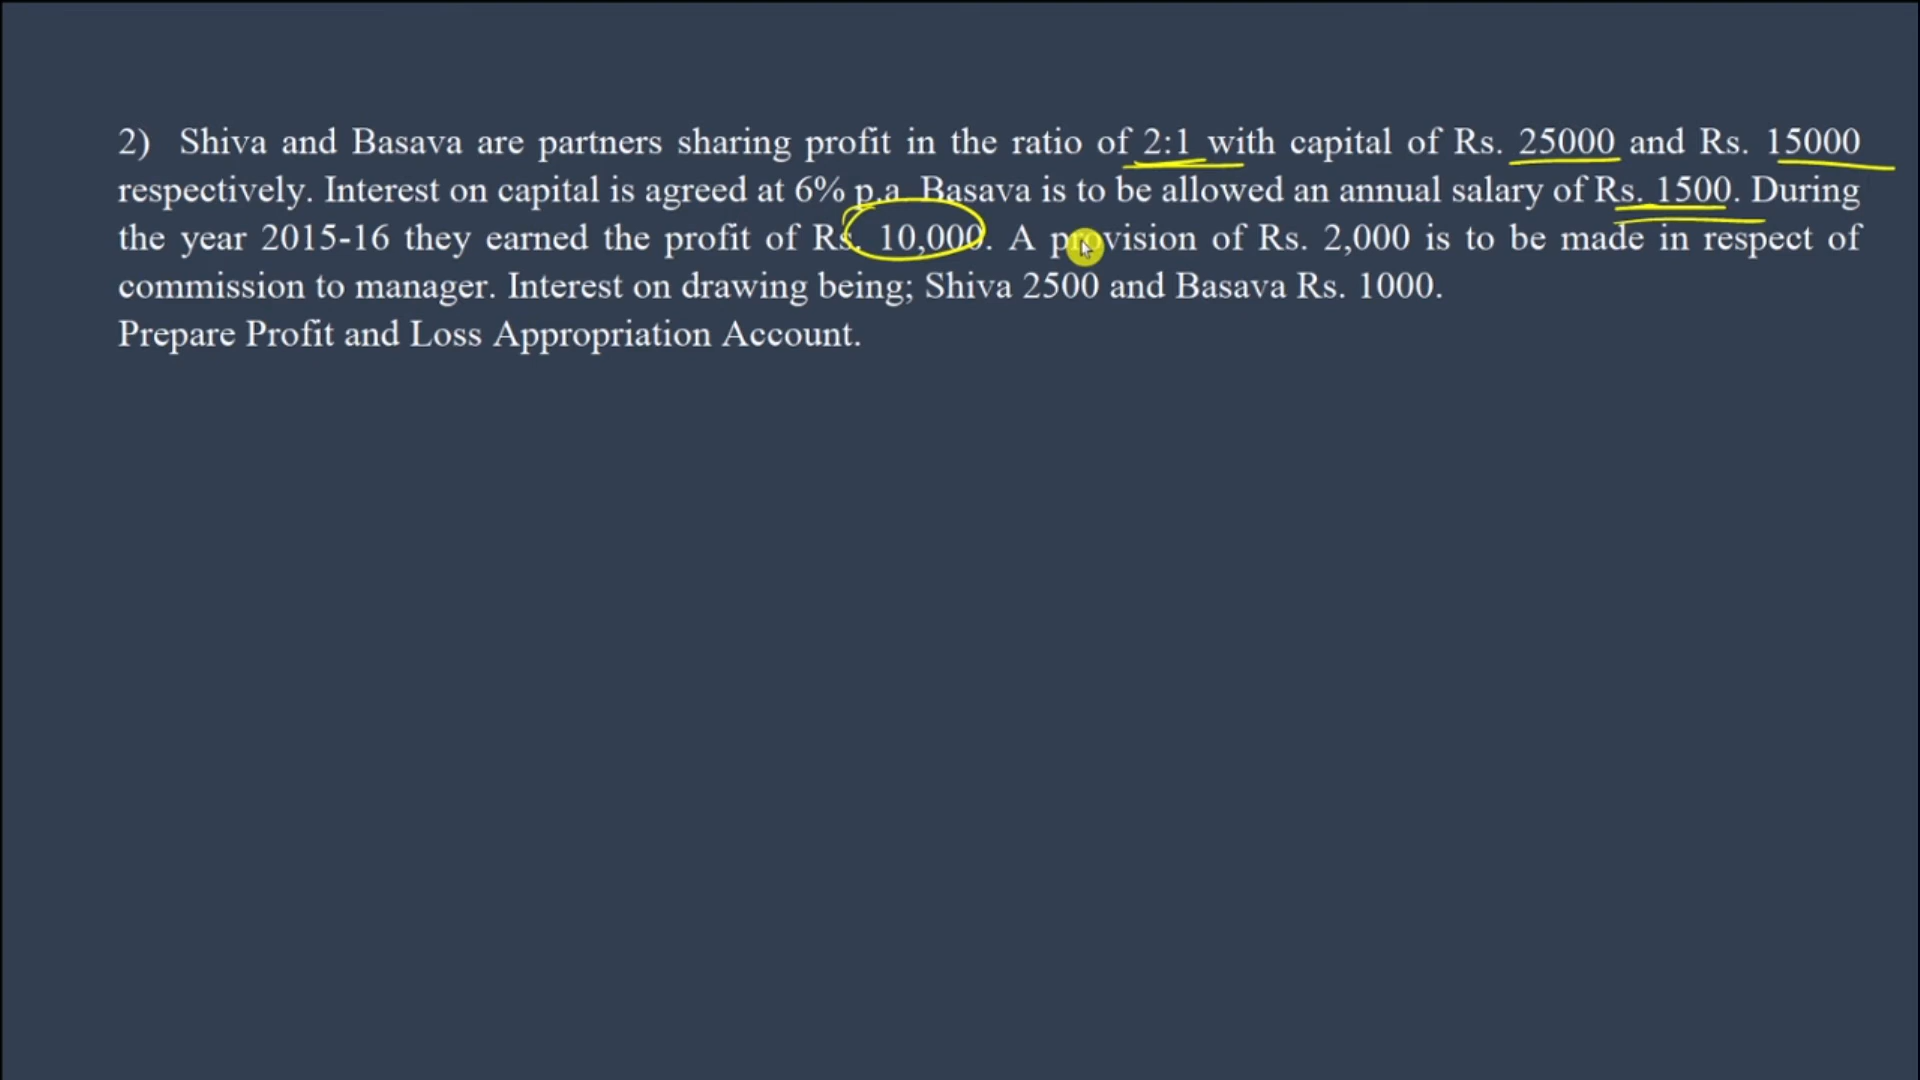 2) Shiva and Basava are partners sharing profit in the ratio of 2:1 with capital of Rs. 25000 and Rs. 15000
respectively. Interest on capital is agreed at 6% p.a. Basava is to be allowed an annual salary of Rs. 1500. During
the year 2015-16 they earned the profit of Rs. 10,000. A provision of Rs. 2,000 is to be made in respect of
commission to manager. Interest on drawing being; Shiva 2500 and Basava Rs. 1000.
Prepare Profit and Loss Appropriation Account.